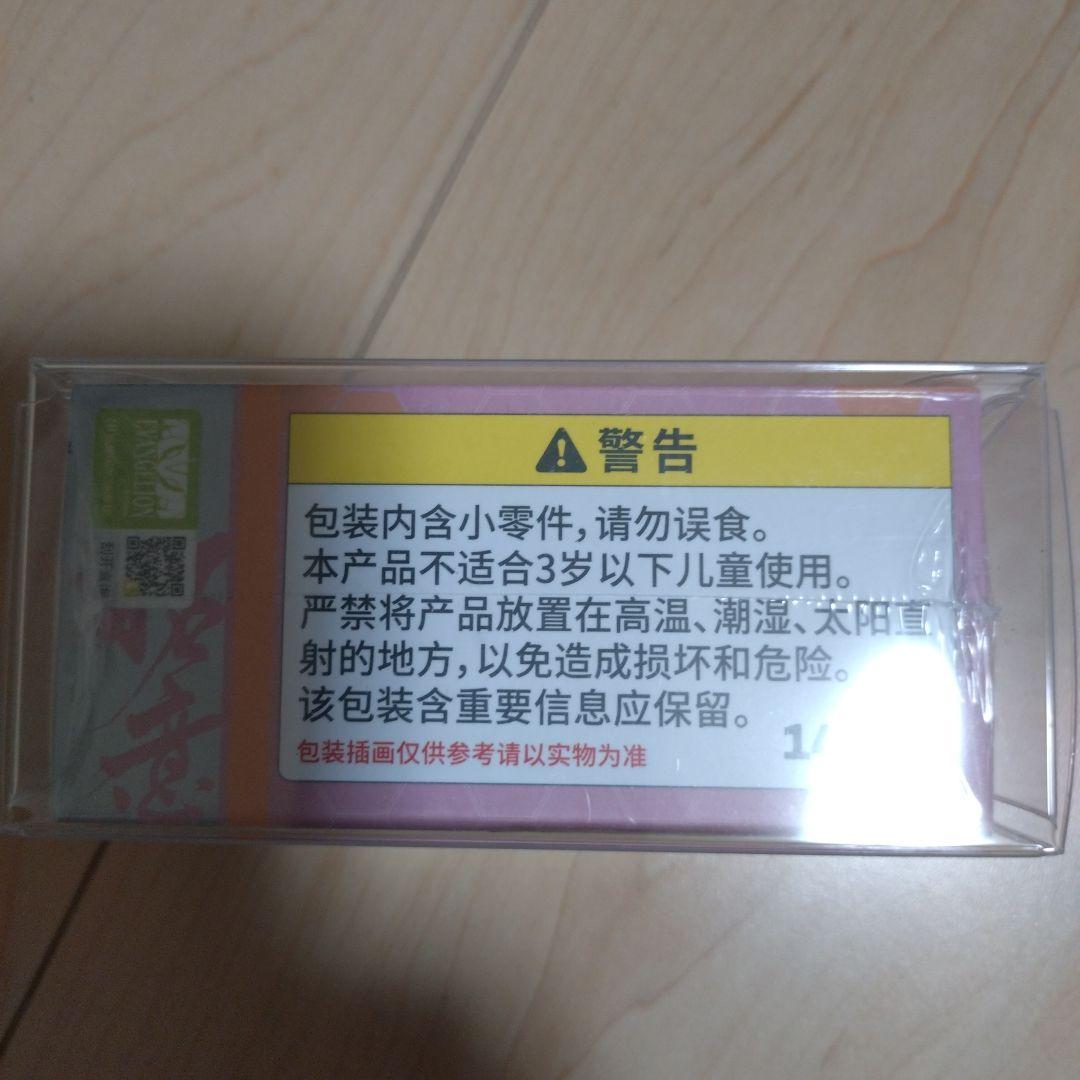 警告
包装内含小零件,请勿误食。
本产品不适合3岁以下儿童使用。
严禁将产品放置在高温、潮湿、太阳直
射的地方,以免造成损坏和危险。
该包装含重要信息应保留。
包装插画仅供参考请以实物为准
EVANGELION
意